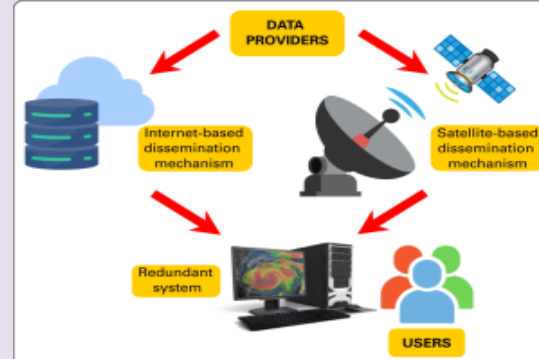 DATA
PROVIDERS
Internet-based
dissemination
mechanism
Satellite-based
dissemination
mechanism
Redundant
system
USERS